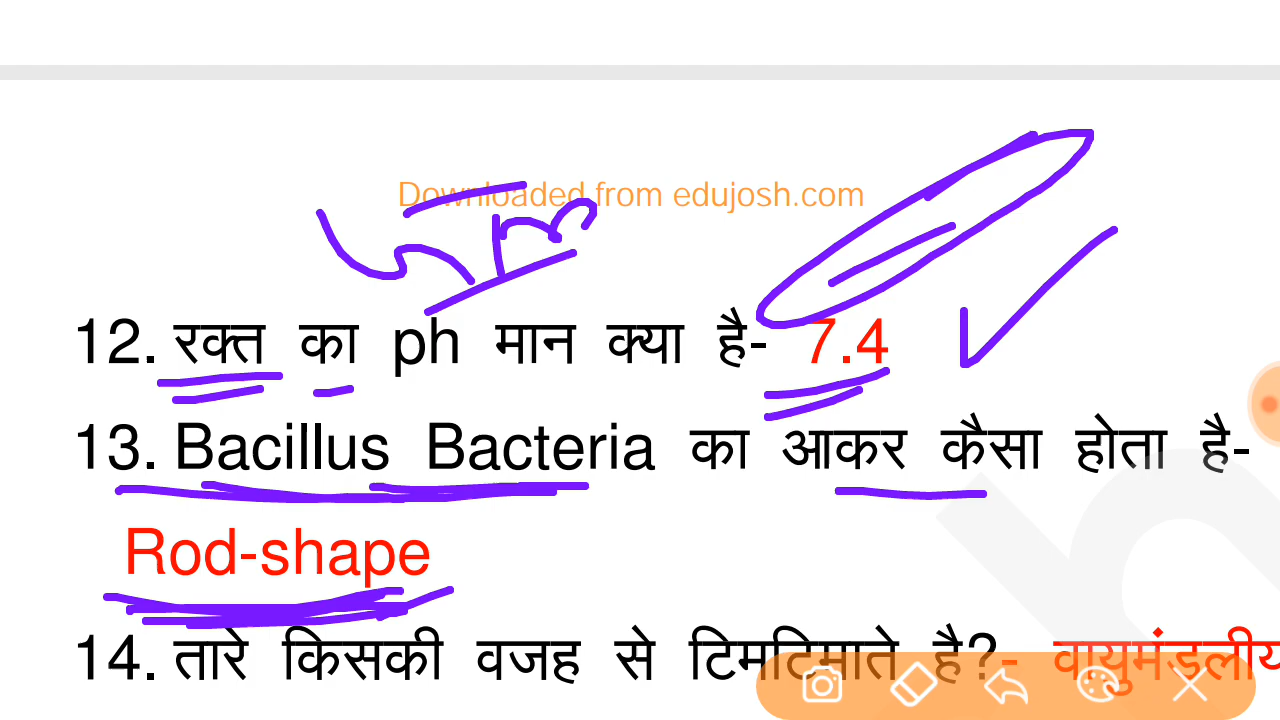 Downloaded from edujosh.com
12. रक्त का ph मान क्या है- 7.4
13. Bacillus Bacteria का आकर कैसा होता है-
Rod-shape
14. तारे किसकी वजह से टिमटिमाते है?- वायुमंडलीय